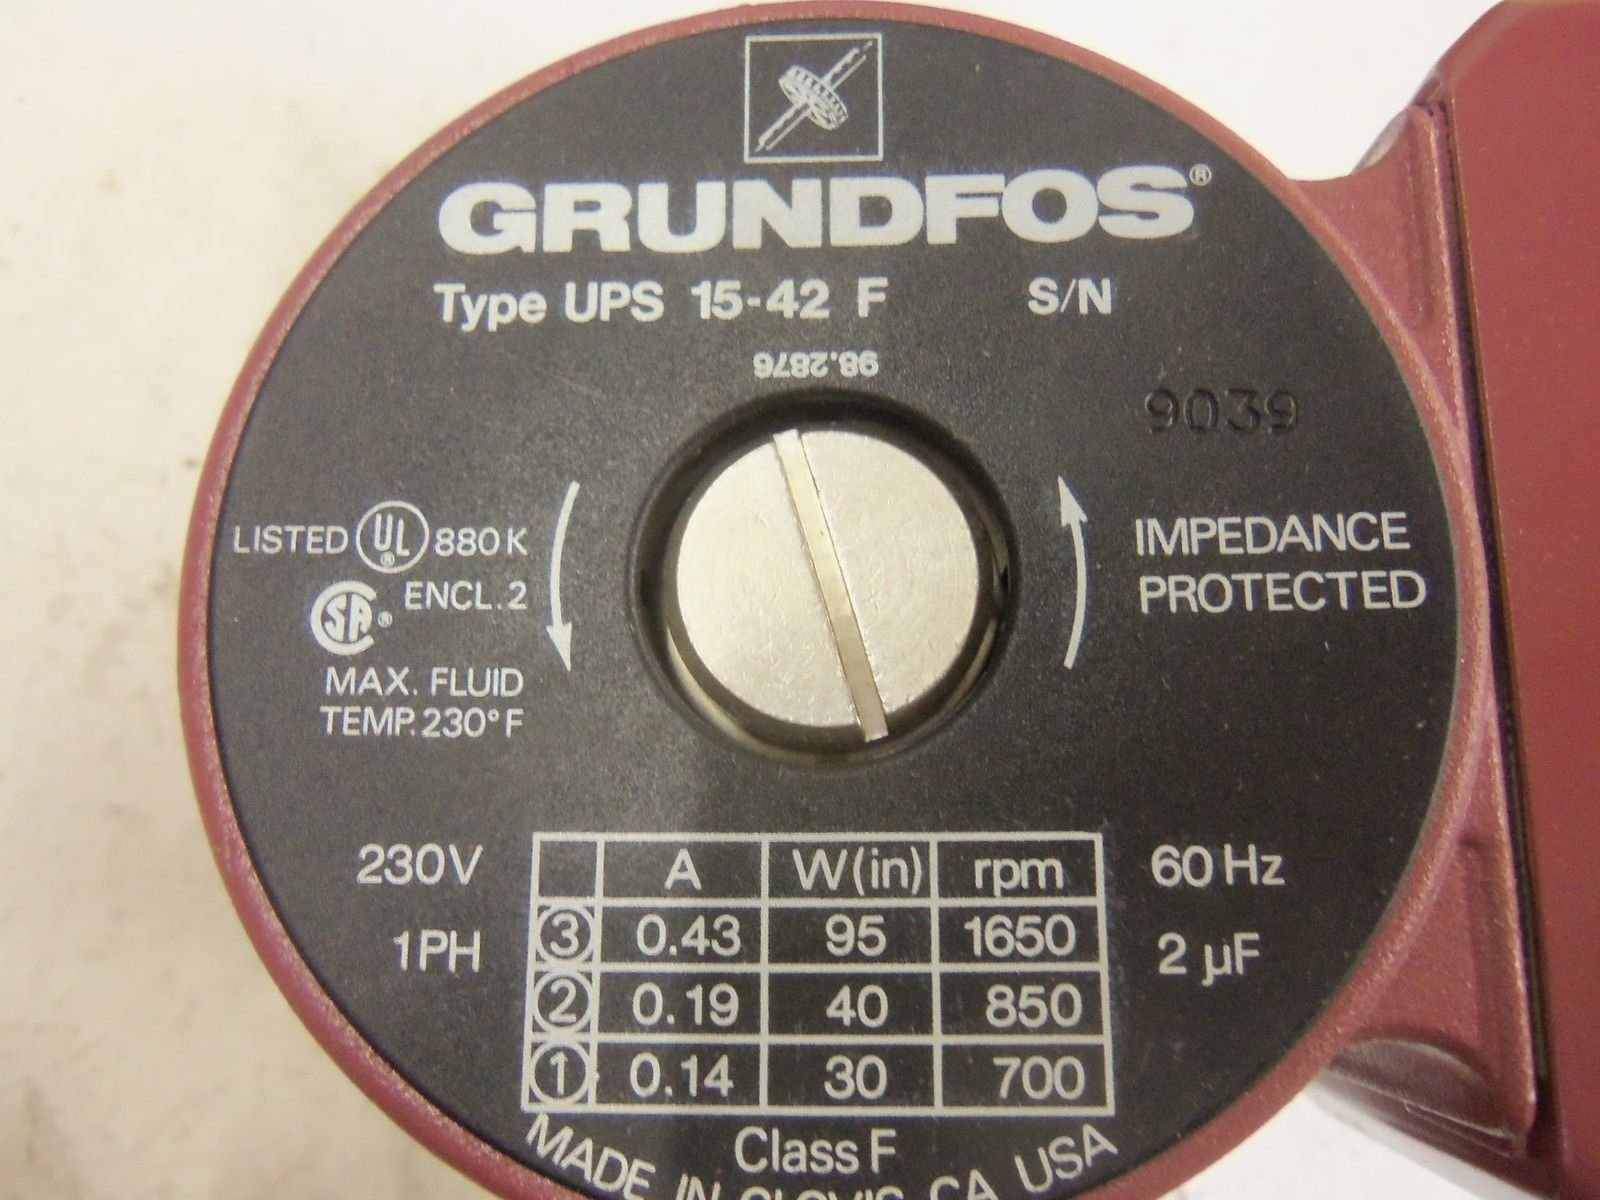 GRUNDFOS®
Type UPS 15-42 F S/N
98.2876
9039
LISTED UL® 880K
ENCL.2
SA®
MAX. FLUID
TEMP.230°F
IMPEDANCE
PROTECTED
230V
1PH
A W(in) rpm
3 0.43 95 1650
2 0.19 40 850
1 0.14 30 700
60 Hz
2 µF
Class F
MADE IN CLOVIS CA USA